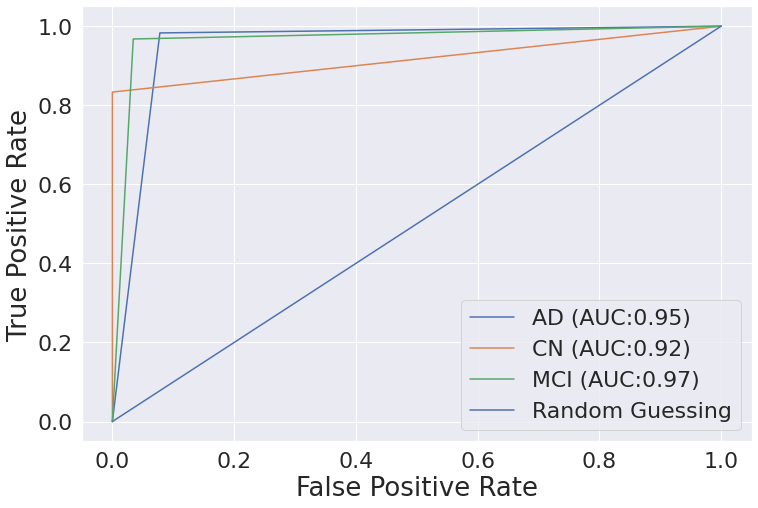 1.0
0.8
0.6
0.4
0.2
0.0
True Positive Rate
AD (AUC:0.95)
CN (AUC:0.92)
MCI (AUC:0.97)
Random Guessing
0.0 0.2 0.4 0.6 0.8 1.0
False Positive Rate